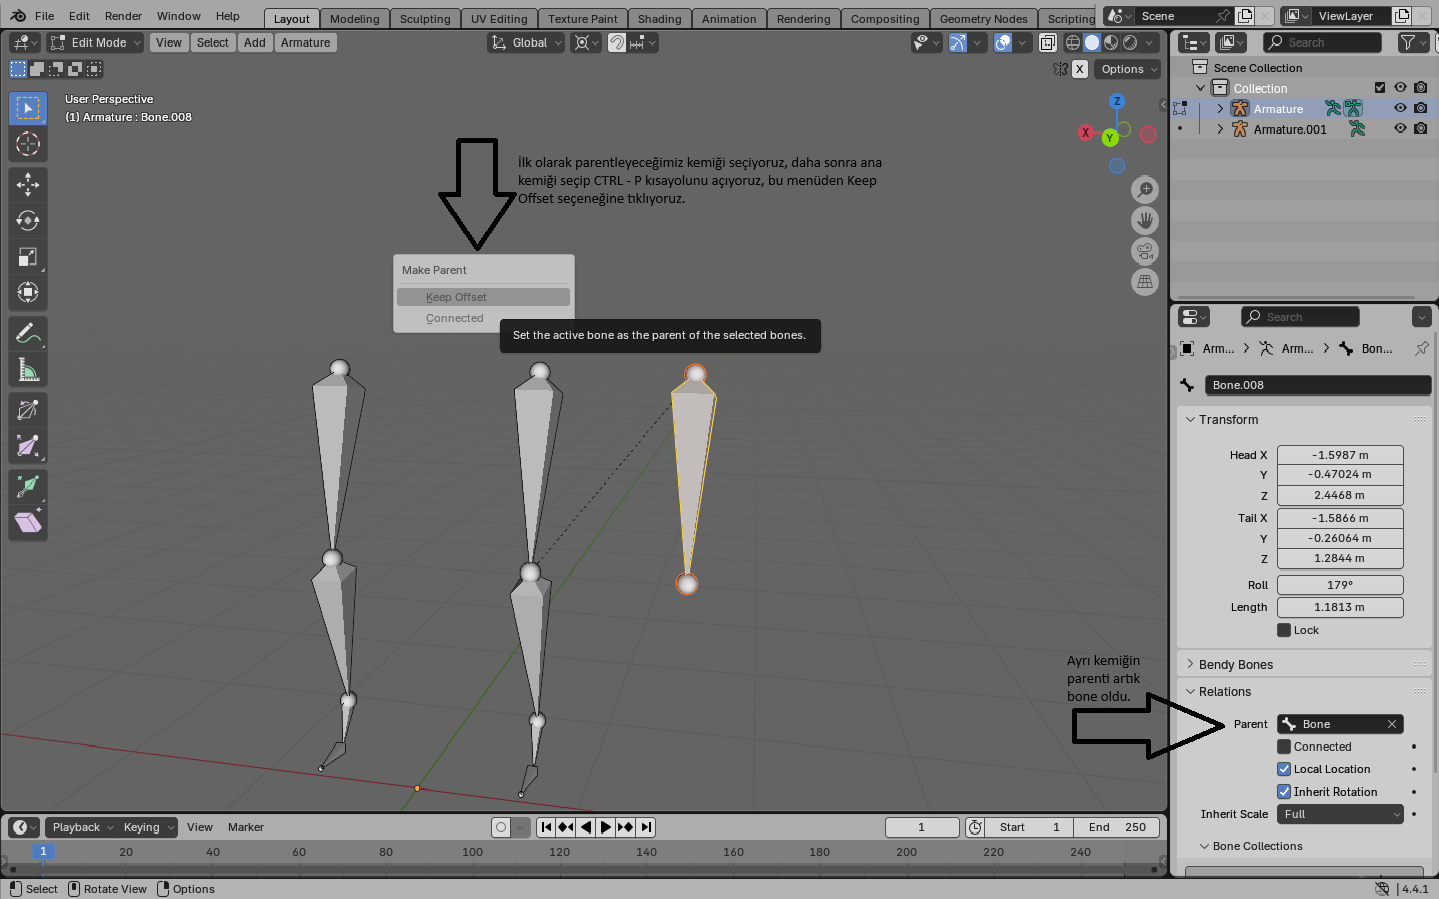 File Edit Render Window Help
Layout Modeling Sculpting UV Editing Texture Paint Shading Animation Rendering Compositing Geometry Nodes Scripting
Scene
ViewLayer
Edit Mode View Select Add Armature
Global
X Options
User Perspective
(1) Armature : Bone.008
Z
X
Y
İlk olarak parentleyeceğimiz kemiği seçiyoruz, daha sonra ana
kemiği seçip CTRL - P kısayolunu açıyoruz, bu menüden Keep
Offset seçeneğine tıklıyoruz.
Make Parent
Keep Offset
Connected
Set the active bone as the parent of the selected bones.
Ayrı kemiğin
parenti artık
bone oldu.
Search
Scene Collection
Collection
Armature
Armature.001
Search
Arm... Arm... Bon...
Bone.008
Transform
Head X -1.5987 m
Y -0.47024 m
Z 2.4468 m
Tail X -1.5866 m
Y -0.26064 m
Z 1.2844 m
Roll 179°
Length 1.1813 m
Lock
Bendy Bones
Relations
Parent Bone
Connected
Local Location
Inherit Rotation
Inherit Scale Full
Bone Collections
Playback Keying View Marker
1 Start 1 End 250
1 20 40 60 80 100 120 140 160 180 200 220 240
Select Rotate View Options
4.4.1